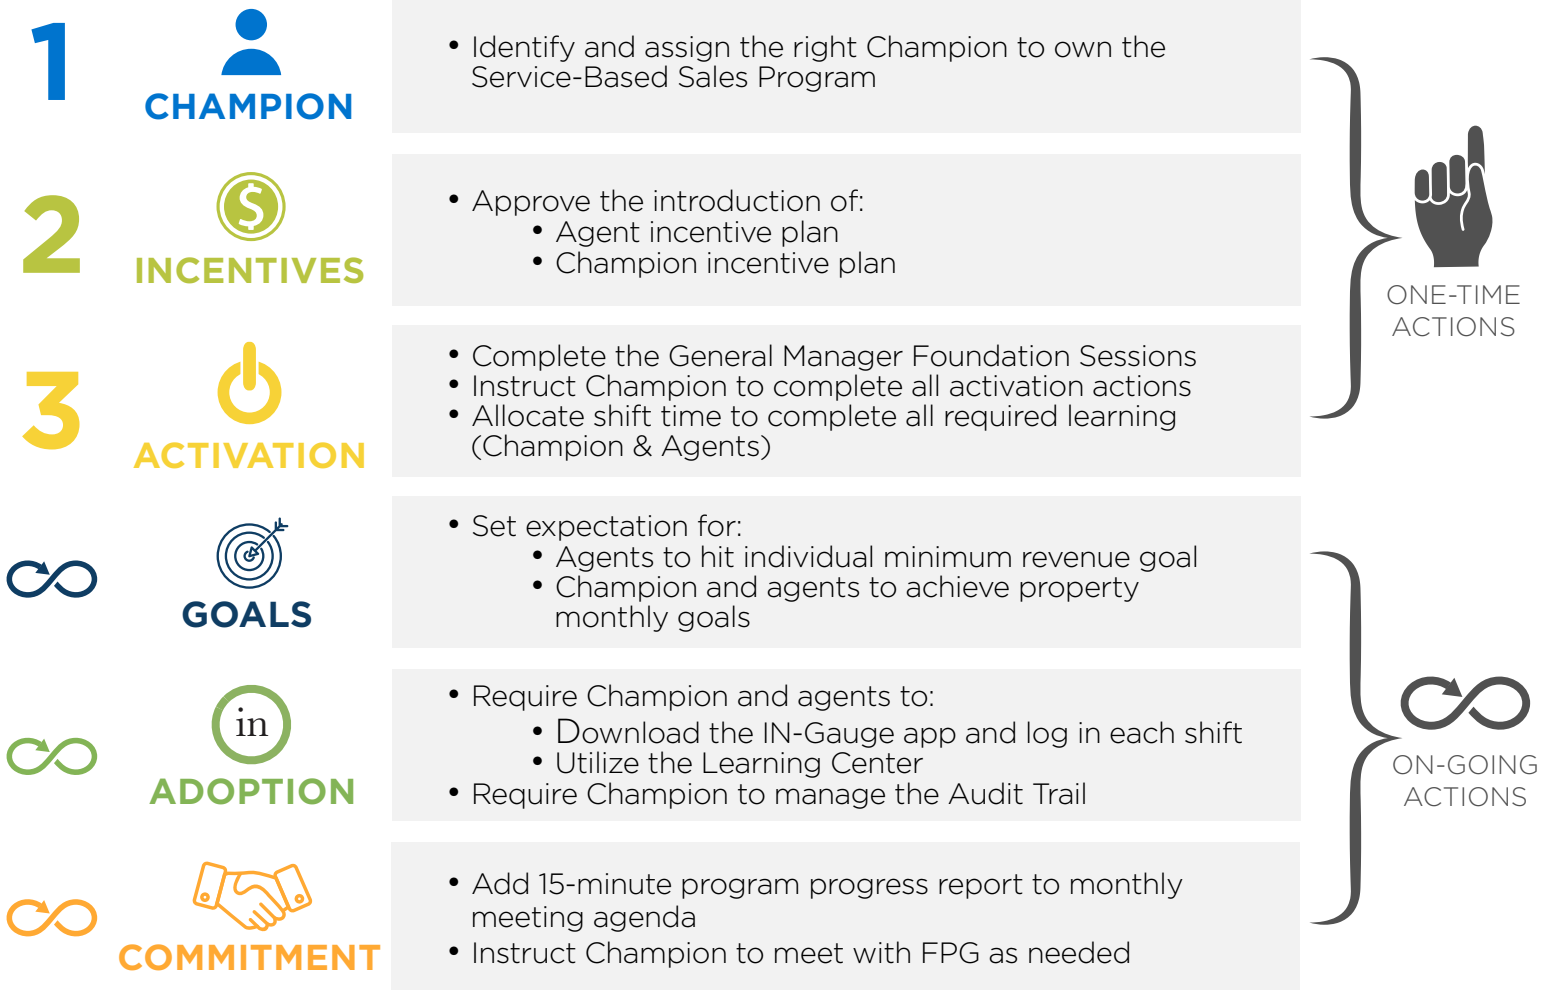 1
CHAMPION
• Identify and assign the right Champion to own the
Service-Based Sales Program
2
$
INCENTIVES
• Approve the introduction of:
• Agent incentive plan
• Champion incentive plan
ONE-TIME
ACTIONS
3
ACTIVATION
• Complete the General Manager Foundation Sessions
• Instruct Champion to complete all activation actions
• Allocate shift time to complete all required learning
(Champion & Agents)
GOALS
• Set expectation for:
• Agents to hit individual minimum revenue goal
• Champion and agents to achieve property
monthly goals
in
ADOPTION
• Require Champion and agents to:
• Download the IN-Gauge app and log in each shift
• Utilize the Learning Center
• Require Champion to manage the Audit Trail
ON-GOING
ACTIONS
COMMITMENT
• Add 15-minute program progress report to monthly
meeting agenda
• Instruct Champion to meet with FPG as needed